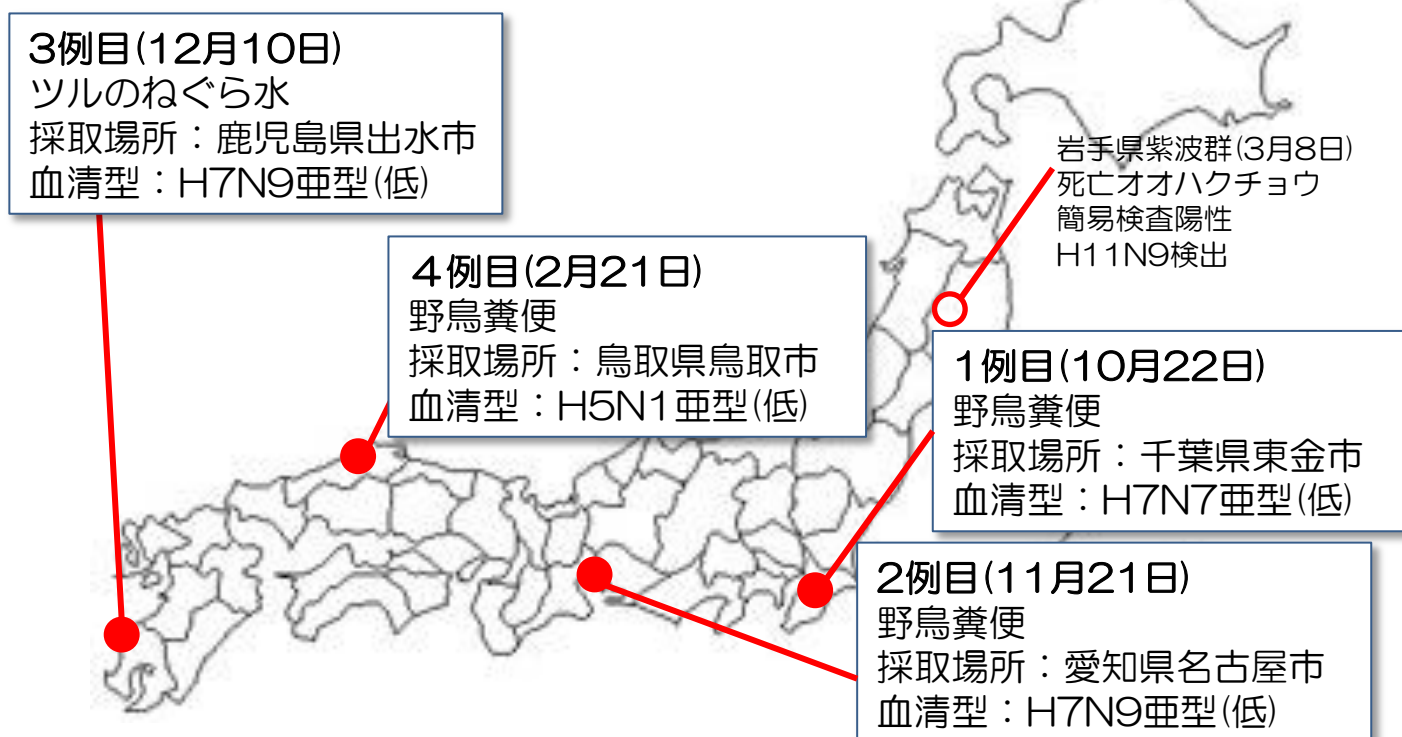 3例目(12月10日)
ツルのねぐら水
採取場所：鹿児島県出水市
血清型：H7N9亜型(低)
岩手県紫波群(3月8日)
死亡オオハクチョウ
簡易検査陽性
H11N9検出
4例目(2月21日)
野鳥糞便
採取場所：鳥取県鳥取市
血清型：H5N1亜型(低)
1例目(10月22日)
野鳥糞便
採取場所：千葉県東金市
血清型：H7N7亜型(低)
2例目(11月21日)
野鳥糞便
採取場所：愛知県名古屋市
血清型：H7N9亜型(低)